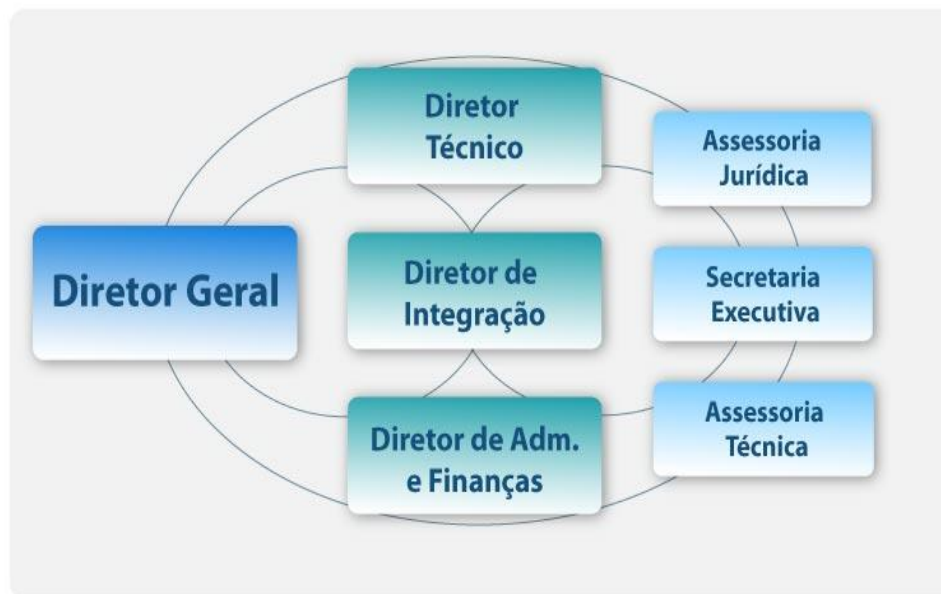 Diretor Geral
Diretor
Técnico
Diretor de
Integração
Diretor de Adm.
e Finanças
Assessoria
Jurídica
Secretaria
Executiva
Assessoria
Técnica